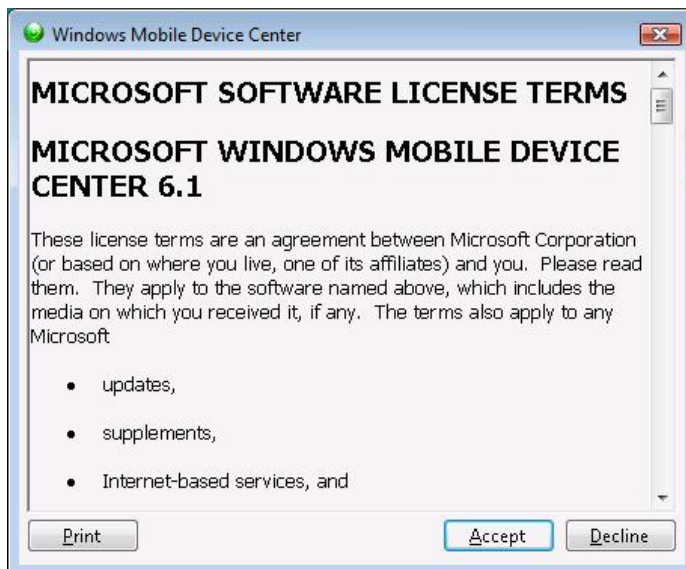 Windows Mobile Device Center
MICROSOFT SOFTWARE LICENSE TERMS
MICROSOFT WINDOWS MOBILE DEVICE
CENTER 6.1
These license terms are an agreement between Microsoft Corporation
(or based on where you live, one of its affiliates) and you.  Please read
them.  They apply to the software named above, which includes the
media on which you received it, if any.  The terms also apply to any
Microsoft
• updates,
• supplements,
• Internet-based services, and
Print Accept Decline